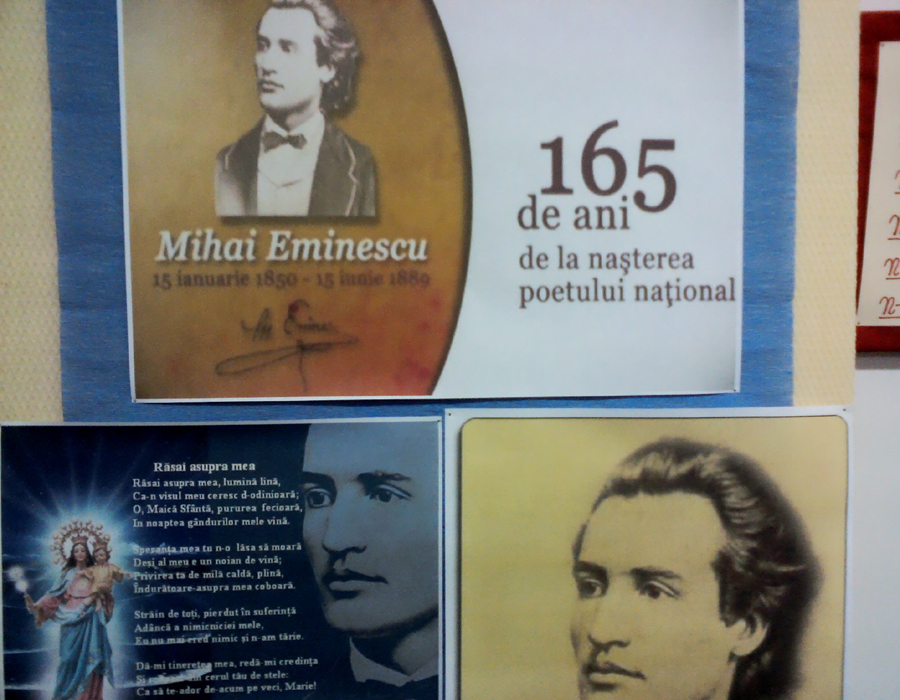 Mihai Eminescu
15 ianuarie 1850 - 15 iunie 1889
165
de ani
de la naşterea
poetului naţional
Răsai asupra mea
Răsai asupra mea, lumină lină,
Ca-n visul meu ceresc d-odinioară;
O, Maică Sfântă, pururea fecioară,
In noaptea gândurilor mele vină.
Speranţa mea tu n-o lăsa să moară
Deşi al meu e un noian de vină;
Privirea ta de milă caldă, plină,
Îndurătoare-asupra mea coboară.
Străin de toţi, pierdut în suferinţă
Adâncă a nimicniciei mele,
Eu nu mai cred nimic şi n-am tărie.
Dă-mi tinereţea mea, redă-mi credinţa
Şi din cerul tău de stele:
Ca să te-ador de-acum pe veci, Marie!